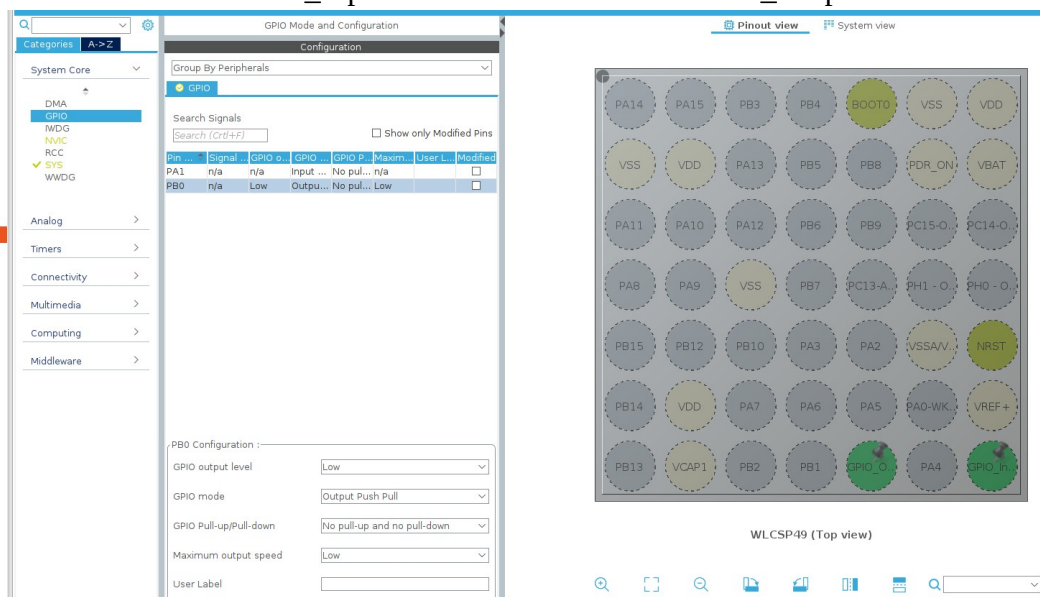 GPIO Mode and Configuration
Configuration
Categories A->Z
System Core
DMA
GPIO
IWDG
NVIC
RCC
SYS
WWDG
Analog
Timers
Connectivity
Multimedia
Computing
Middleware
Group By Peripherals
GPIO
Search Signals
Search (Crtl+F)
Show only Modified Pins
Pin ... Signal ... GPIO o... GPIO ... GPIO P... Maxim... User L... Modified
PA1 n/a n/a Input ... No pul... n/a
PB0 n/a Low Outpu... No pul... Low
PB0 Configuration :
GPIO output level Low
GPIO mode Output Push Pull
GPIO Pull-up/Pull-down No pull-up and no pull-down
Maximum output speed Low
User Label
Pinout view System view
PA14 PA15 PB3 PB4 BOOT0 VSS VDD
VSS VDD PA13 PB5 PB8 PDR_ON VBAT
PA11 PA10 PA12 PB6 PB9 PC15-O.. PC14-O..
PA8 PA9 VSS PB7 PC13-A.. PH1 - O.. PH0 - O..
PB15 PB12 PB10 PA3 PA2 VSSA/V.. NRST
PB14 VDD PA7 PA6 PA5 PA0-WK.. VREF+
PB13 VCAP1 PB2 PB1 GPIO_O.. PA4 GPIO_In..
WLCSP49 (Top view)